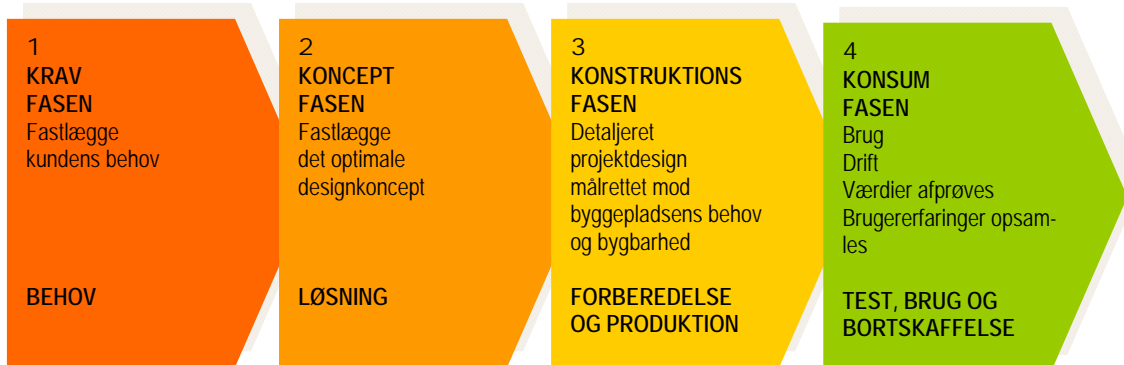 1
KRAV
FASEN
Fastlægge
kundens behov
BEHOV
2
KONCEPT
FASEN
Fastlægge
det optimale
designkoncept
LØSNING
3
KONSTRUKTIONS
FASEN
Detaljeret
projektdesign
målrettet mod
byggepladsens behov
og bygbarhed
FORBEREDELSE
OG PRODUKTION
4
KONSUM
FASEN
Brug
Drift
Værdier afprøves
Brugererfaringer opsam-
les
TEST, BRUG OG
BORTSKAFFELSE